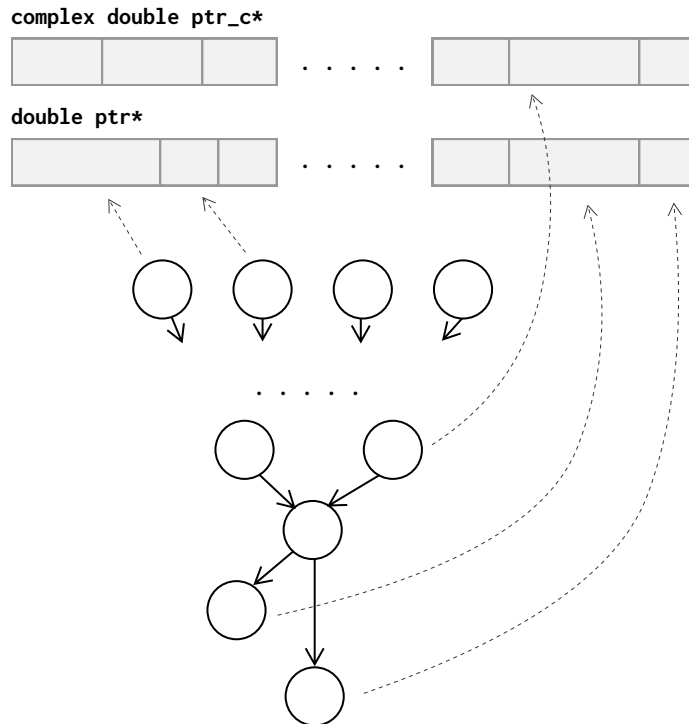 complex double ptr_c*
. . . . .
double ptr*
. . . . .
. . . . .